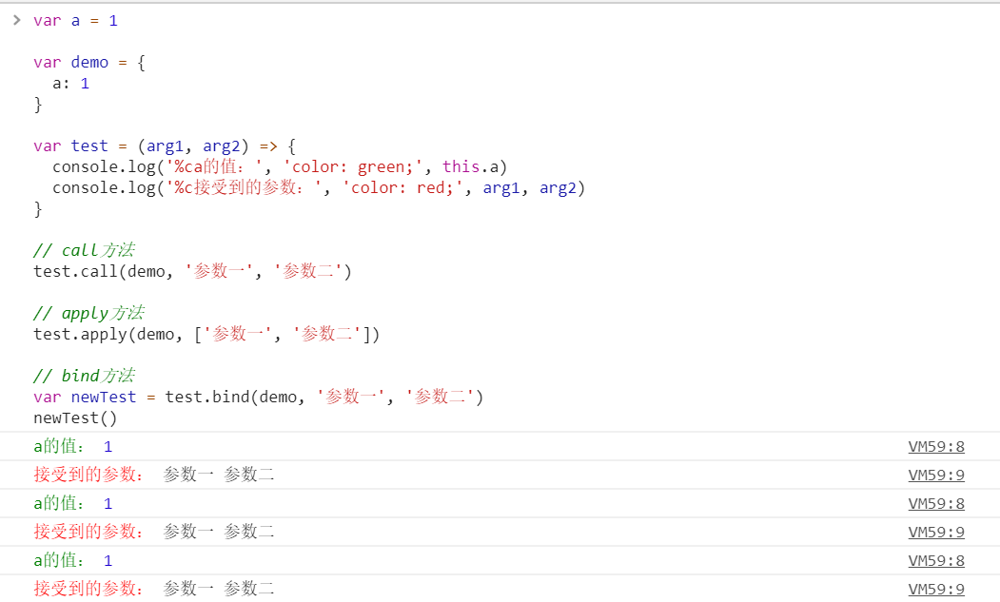 > var a = 1
var demo = {
  a: 1
}
var test = (arg1, arg2) => {
  console.log('%ca的值：', 'color: green;', this.a)
  console.log('%c接受到的参数：', 'color: red;', arg1, arg2)
}
// call方法
test.call(demo, '参数一', '参数二')
// apply方法
test.apply(demo, ['参数一', '参数二'])
// bind方法
var newTest = test.bind(demo, '参数一', '参数二')
newTest()
a的值： 1 VM59:8
接受到的参数： 参数一 参数二 VM59:9
a的值： 1 VM59:8
接受到的参数： 参数一 参数二 VM59:9
a的值： 1 VM59:8
接受到的参数： 参数一 参数二 VM59:9